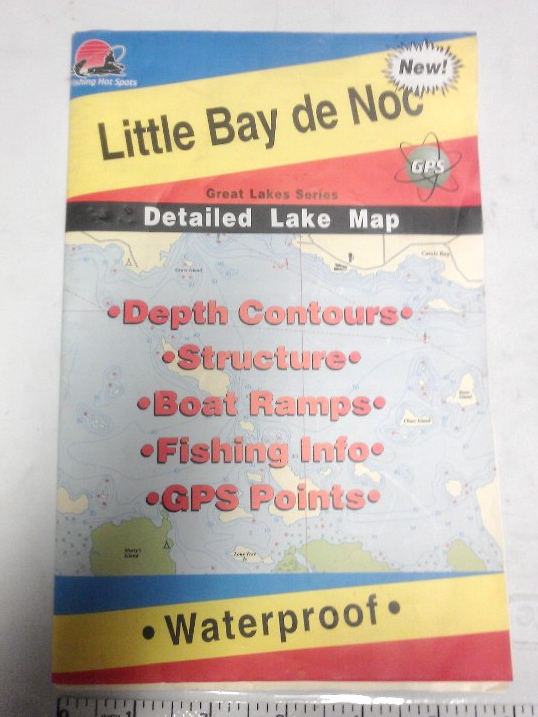 Fishing Hot Spots
New!
Little Bay de Noc
GPS
Great Lakes Series
Detailed Lake Map
•Depth Contours•
•Structure•
•Boat Ramps•
•Fishing Info•
•GPS Points•
• Waterproof •